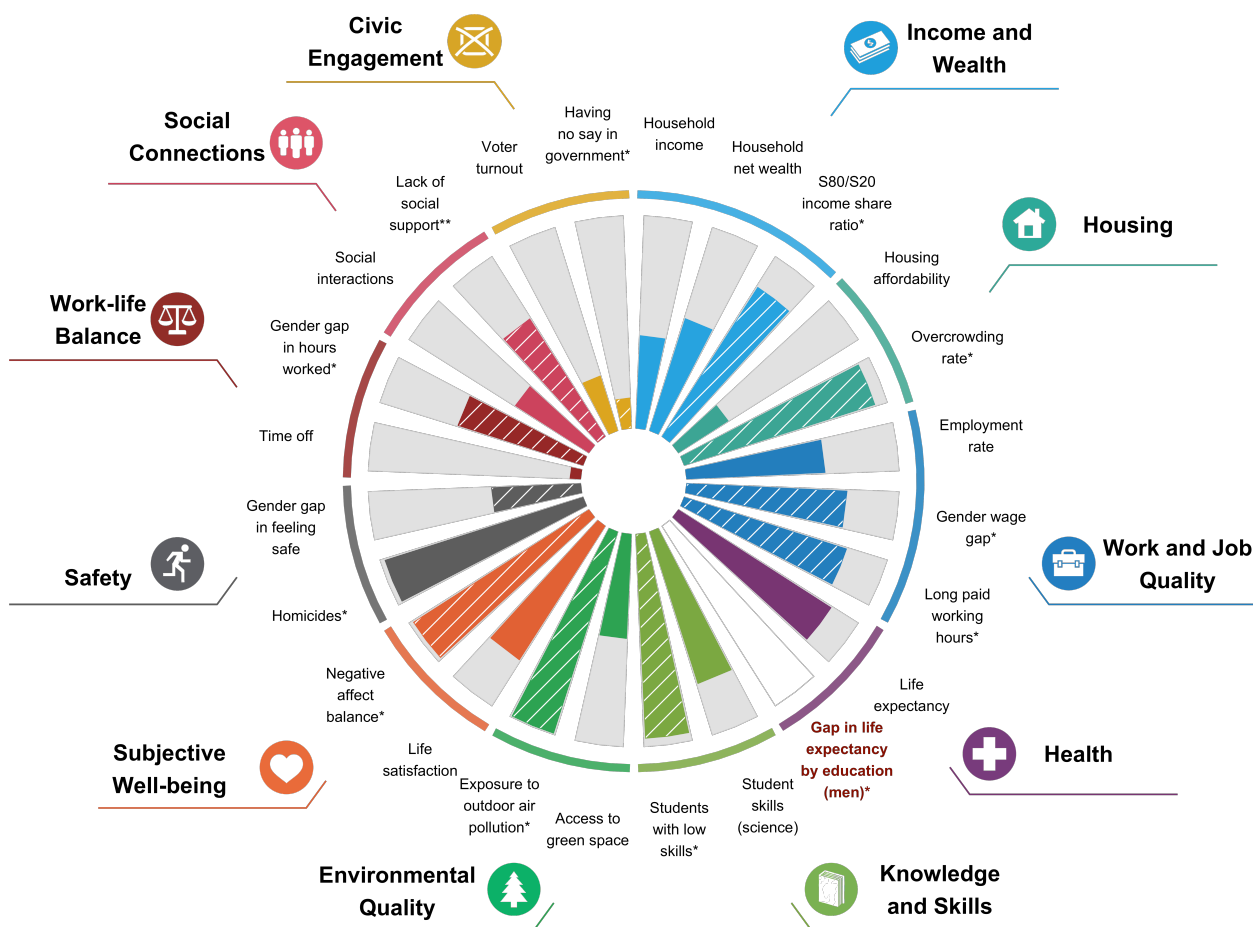 Civic
Engagement
Income and
Wealth
Social
Connections
Housing
Work-life
Balance
Safety
Work and Job
Quality
Subjective
Well-being
Health
Environmental
Quality
Knowledge
and Skills
Having
no say in
government*
Household
income
Household
net wealth
S80/S20
income share
ratio*
Housing
affordability
Overcrowding
rate*
Employment
rate
Gender wage
gap*
Long paid
working
hours*
Life
expectancy
Gap in life
expectancy
by education
(men)*
Student
skills
(science)
Students
with low
skills*
Access to
green space
Exposure to
outdoor air
pollution*
Life
satisfaction
Negative
affect
balance*
Homicides*
Gender gap
in feeling
safe
Time off
Gender gap
in hours
worked*
Social
interactions
Lack of
social
support**
Voter
turnout